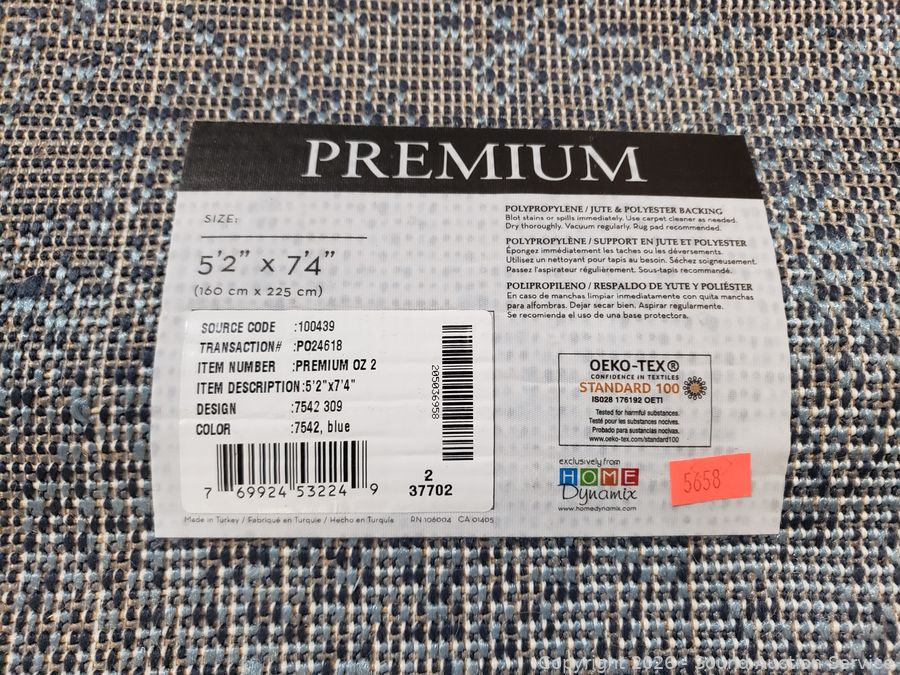 PREMIUM
SIZE:
5'2" x 7'4"
(160 cm x 225 cm)
SOURCE CODE :100439
TRANSACTION# :PO24618
ITEM NUMBER :PREMIUM OZ 2
ITEM DESCRIPTION:5'2"x7'4"
DESIGN :7542 309
COLOR :7542, blue
205036958
7 69924 53224 9
2
37702
Made in Turkey / Fabriqué en Turquie / Hecho en Turquía RN 106004 CA 01405
POLYPROPYLENE / JUTE & POLYESTER BACKING
Blot stains or spills immediately. Use carpet cleaner as needed.
Dry thoroughly. Vacuum regularly. Rug pad recommended.
POLYPROPYLÈNE / SUPPORT EN JUTE ET POLYESTER
Épongez immédiatement les taches ou les déversements.
Utilisez un nettoyant pour tapis au besoin. Séchez soigneusement.
Passez l'aspirateur régulièrement. Sous-tapis recommandé.
POLIPROPILENO / RESPALDO DE YUTE Y POLIÉSTER
En caso de manchas limpiar inmediatamente con quita manchas
para alfombras. Dejar secar bien. Aspirar regularmente.
Se recomienda el uso de una base protectora.
OEKO-TEX®
CONFIDENCE IN TEXTILES
STANDARD 100
IS028 176192 OETI
Tested for harmful substances.
Testé pour les substances nocives.
Probado para sustancias nocivas.
www.oeko-tex.com/standard100
exclusively from
HOME
Dynamix
www.homedynamix.com
5658
Copyright 2026 - Sound Auction Service